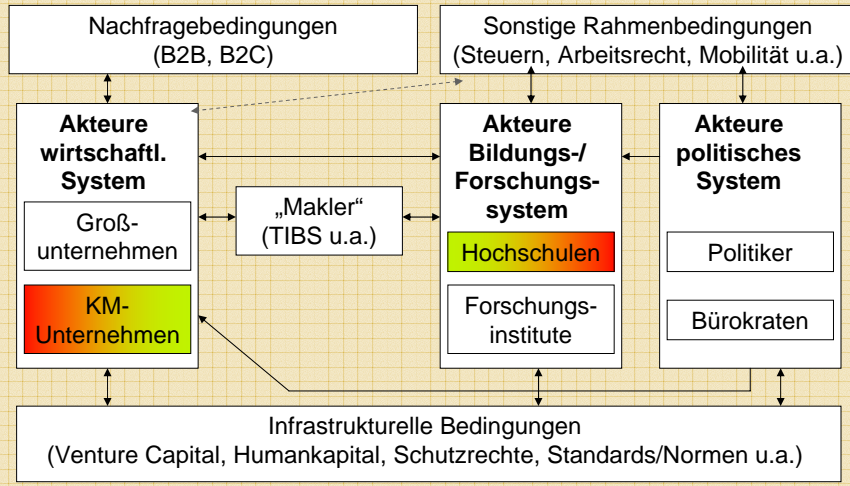 Nachfragebedingungen
(B2B, B2C)
Sonstige Rahmenbedingungen
(Steuern, Arbeitsrecht, Mobilität u.a.)
Akteure
wirtschaftl.
System
Groß-
unternehmen
KM-
Unternehmen
„Makler“
(TIBS u.a.)
Akteure
Bildungs-/
Forschungs-
system
Hochschulen
Forschungs-
institute
Akteure
politisches
System
Politiker
Bürokraten
Infrastrukturelle Bedingungen
(Venture Capital, Humankapital, Schutzrechte, Standards/Normen u.a.)